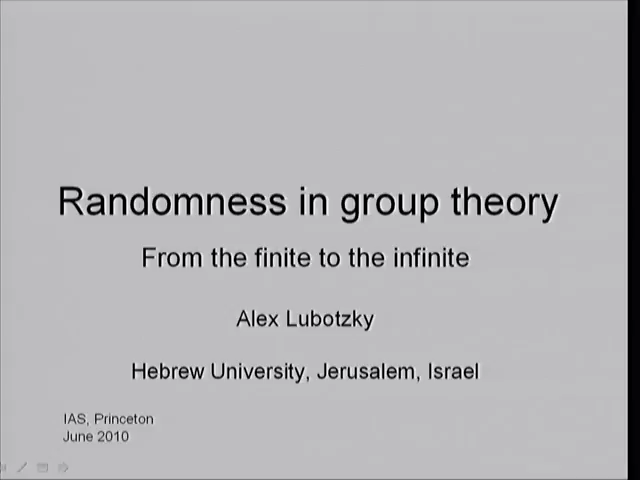 Randomness in group theory
From the finite to the infinite
Alex Lubotzky
Hebrew University, Jerusalem, Israel
IAS, Princeton
June 2010